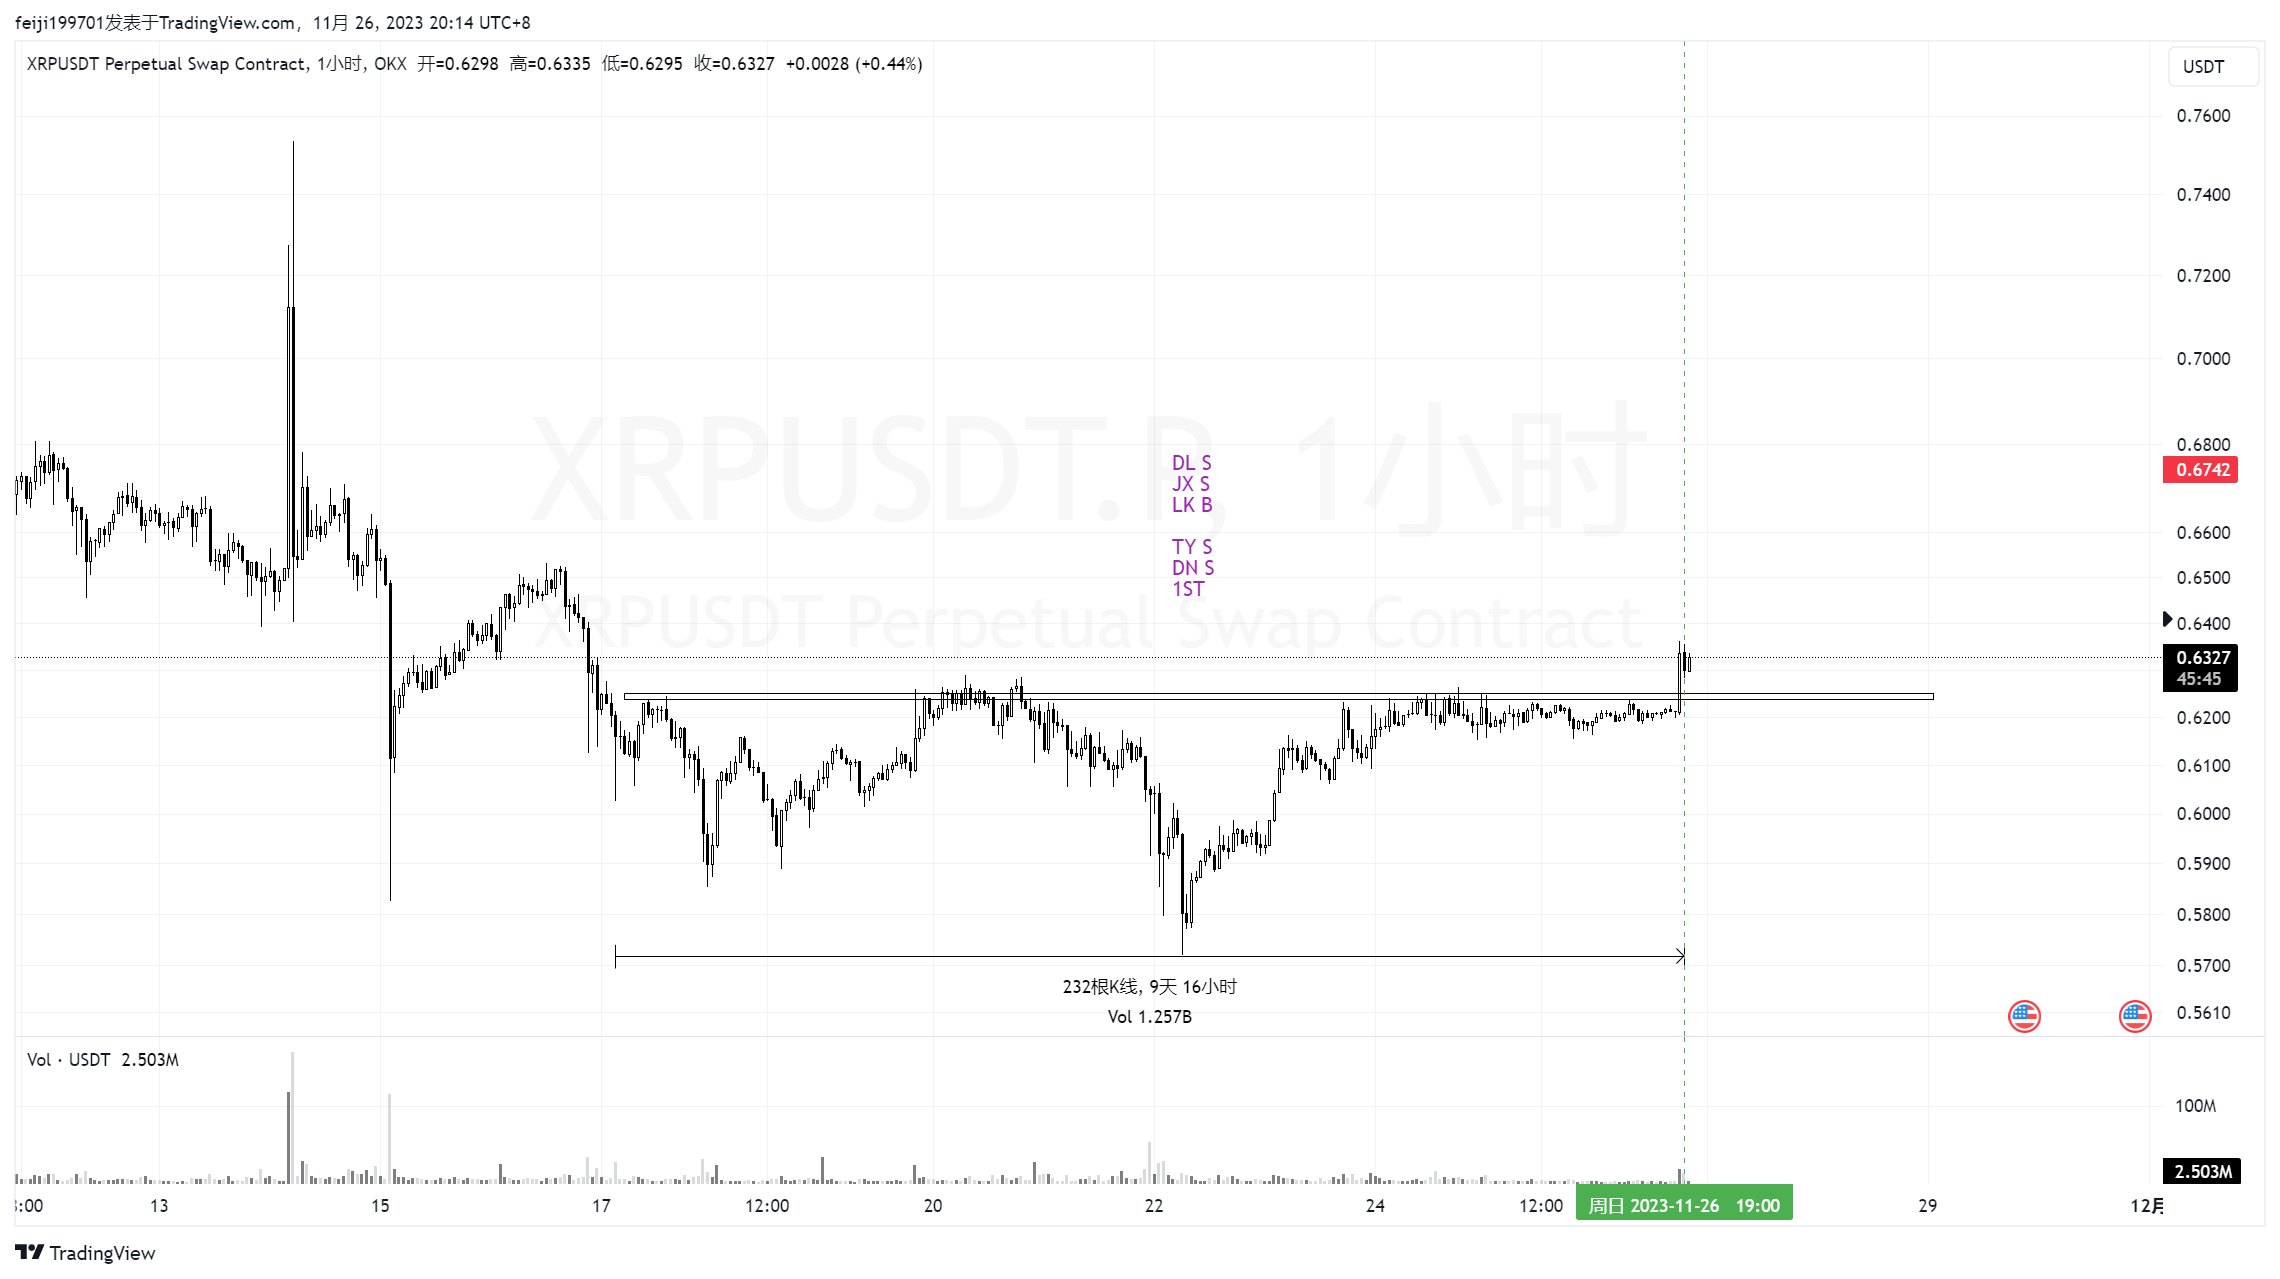 feiji199701发表于TradingView.com, 11月 26, 2023 20:14 UTC+8
XRPUSDT Perpetual Swap Contract, 1小时, OKX 开=0.6298 高=0.6335 低=0.6295 收=0.6327 +0.0028 (+0.44%)
USDT
0.7600
0.7400
0.7200
0.7000
0.6800
0.6742
0.6600
0.6500
0.6400
0.6327
45:45
0.6200
0.6100
0.6000
0.5900
0.5800
0.5700
0.5610
XRPUSDT.P, 1小时
XRPUSDT Perpetual Swap Contract
DL S
JX S
LK B
TY S
DN S
1ST
232根K线, 9天 16小时
Vol 1.257B
Vol · USDT 2.503M
100M
2.503M
:00 13 15 17 12:00 20 22 24 12:00 周日 2023-11-26 19:00 29 12月
TradingView